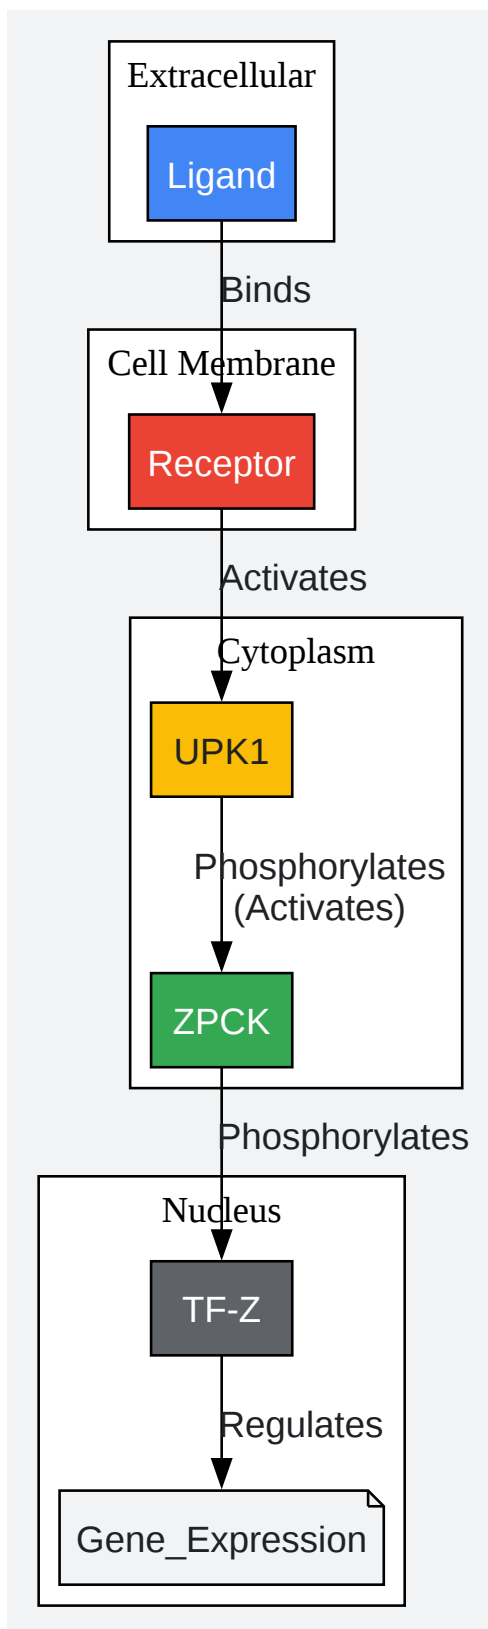 Extracellular
Ligand
Binds
Cell Membrane
Receptor
Activates
Cytoplasm
UPK1
Phosphorylates
(Activates)
ZPCK
Phosphorylates
Nucleus
TF-Z
Regulates
Gene_Expression